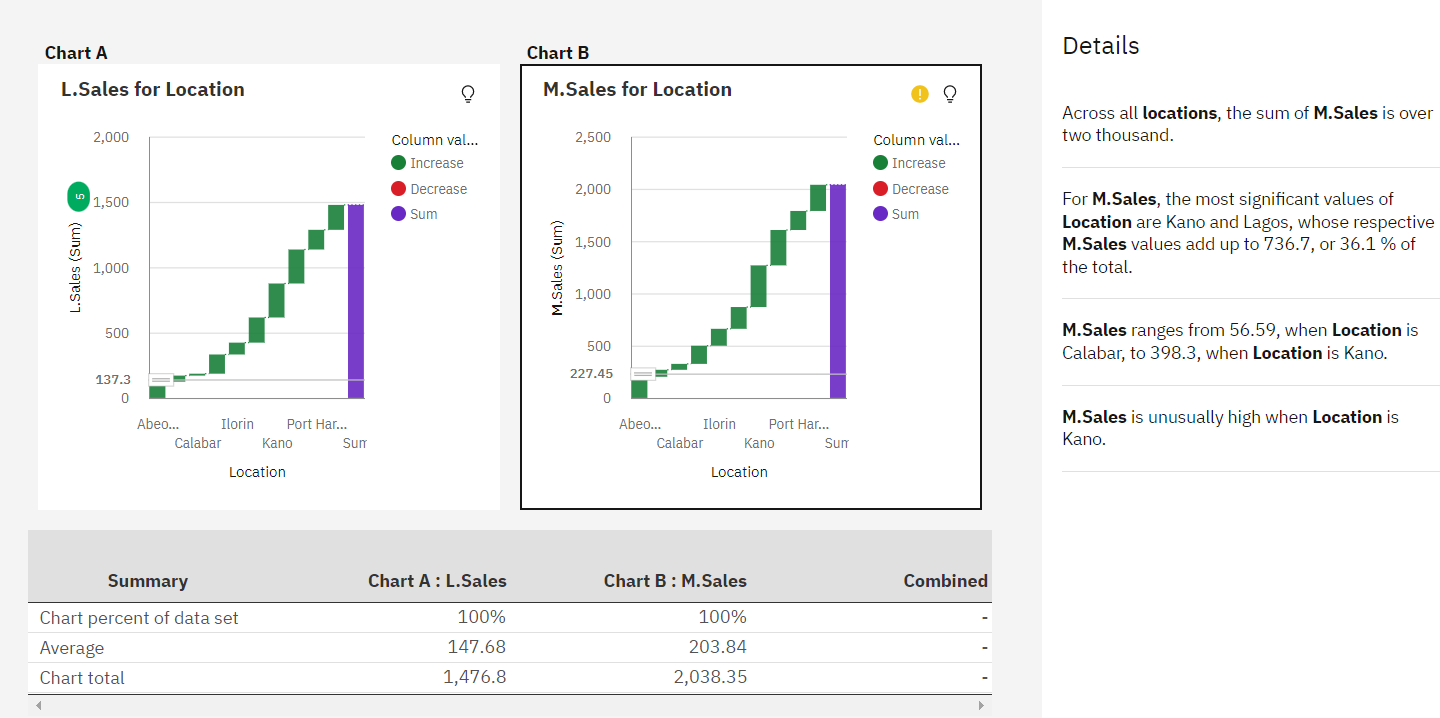 Chart A
L.Sales for Location
2,000
1,500
1,000
500
137.3
0
5
L.Sales (Sum)
Column val...
Increase
Decrease
Sum
Abeo...
Calabar
Ilorin
Kano
Port Har...
Sum
Location
Chart B
M.Sales for Location
!
2,500
2,000
1,500
1,000
500
227.45
0
M.Sales (Sum)
Column val...
Increase
Decrease
Sum
Abeo...
Calabar
Ilorin
Kano
Port Har...
Sum
Location
Summary Chart A : L.Sales Chart B : M.Sales Combined
Chart percent of data set 100% 100% -
Average 147.68 203.84 -
Chart total 1,476.8 2,038.35 -
Details
Across all locations, the sum of M.Sales is over
two thousand.
For M.Sales, the most significant values of
Location are Kano and Lagos, whose respective
M.Sales values add up to 736.7, or 36.1 % of
the total.
M.Sales ranges from 56.59, when Location is
Calabar, to 398.3, when Location is Kano.
M.Sales is unusually high when Location is
Kano.